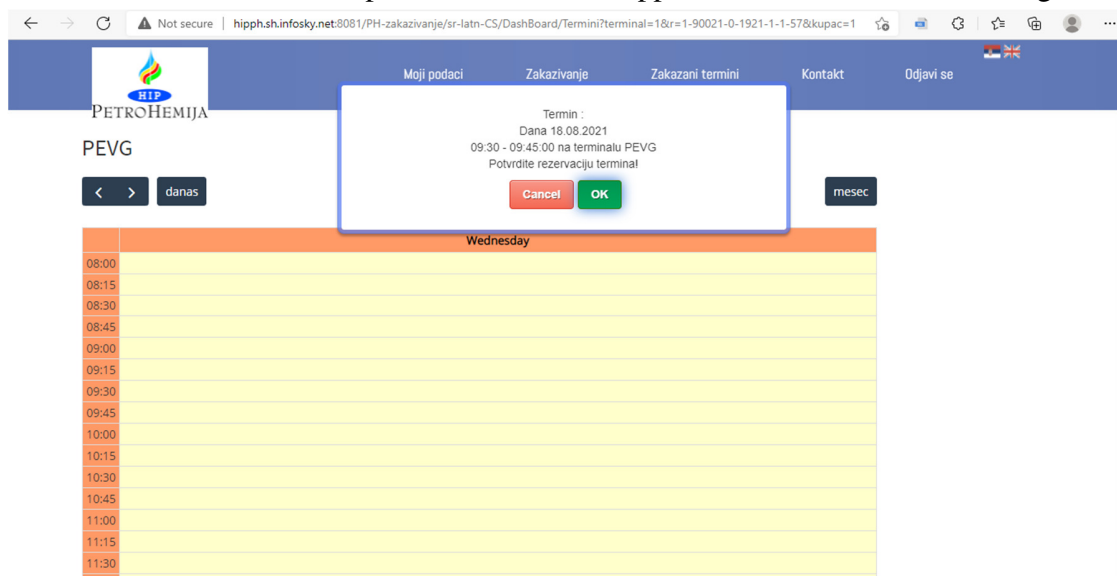 Not secure | hipph.sh.infosky.net:8081/PH-zakazivanje/sr-latn-CS/DashBoard/Termini?terminal=1&r=1-90021-0-1921-1-1-57&kupac=1
HIP
PETROHEMIJA
Moji podaci Zakazivanje Zakazani termini Kontakt Odjavi se
Termin :
Dana 18.08.2021
09:30 - 09:45:00 na terminalu PEVG
Potvrdite rezervaciju termina!
Cancel OK
PEVG
danas
mesec
Wednesday
08:00
08:15
08:30
08:45
09:00
09:15
09:30
09:45
10:00
10:15
10:30
10:45
11:00
11:15
11:30